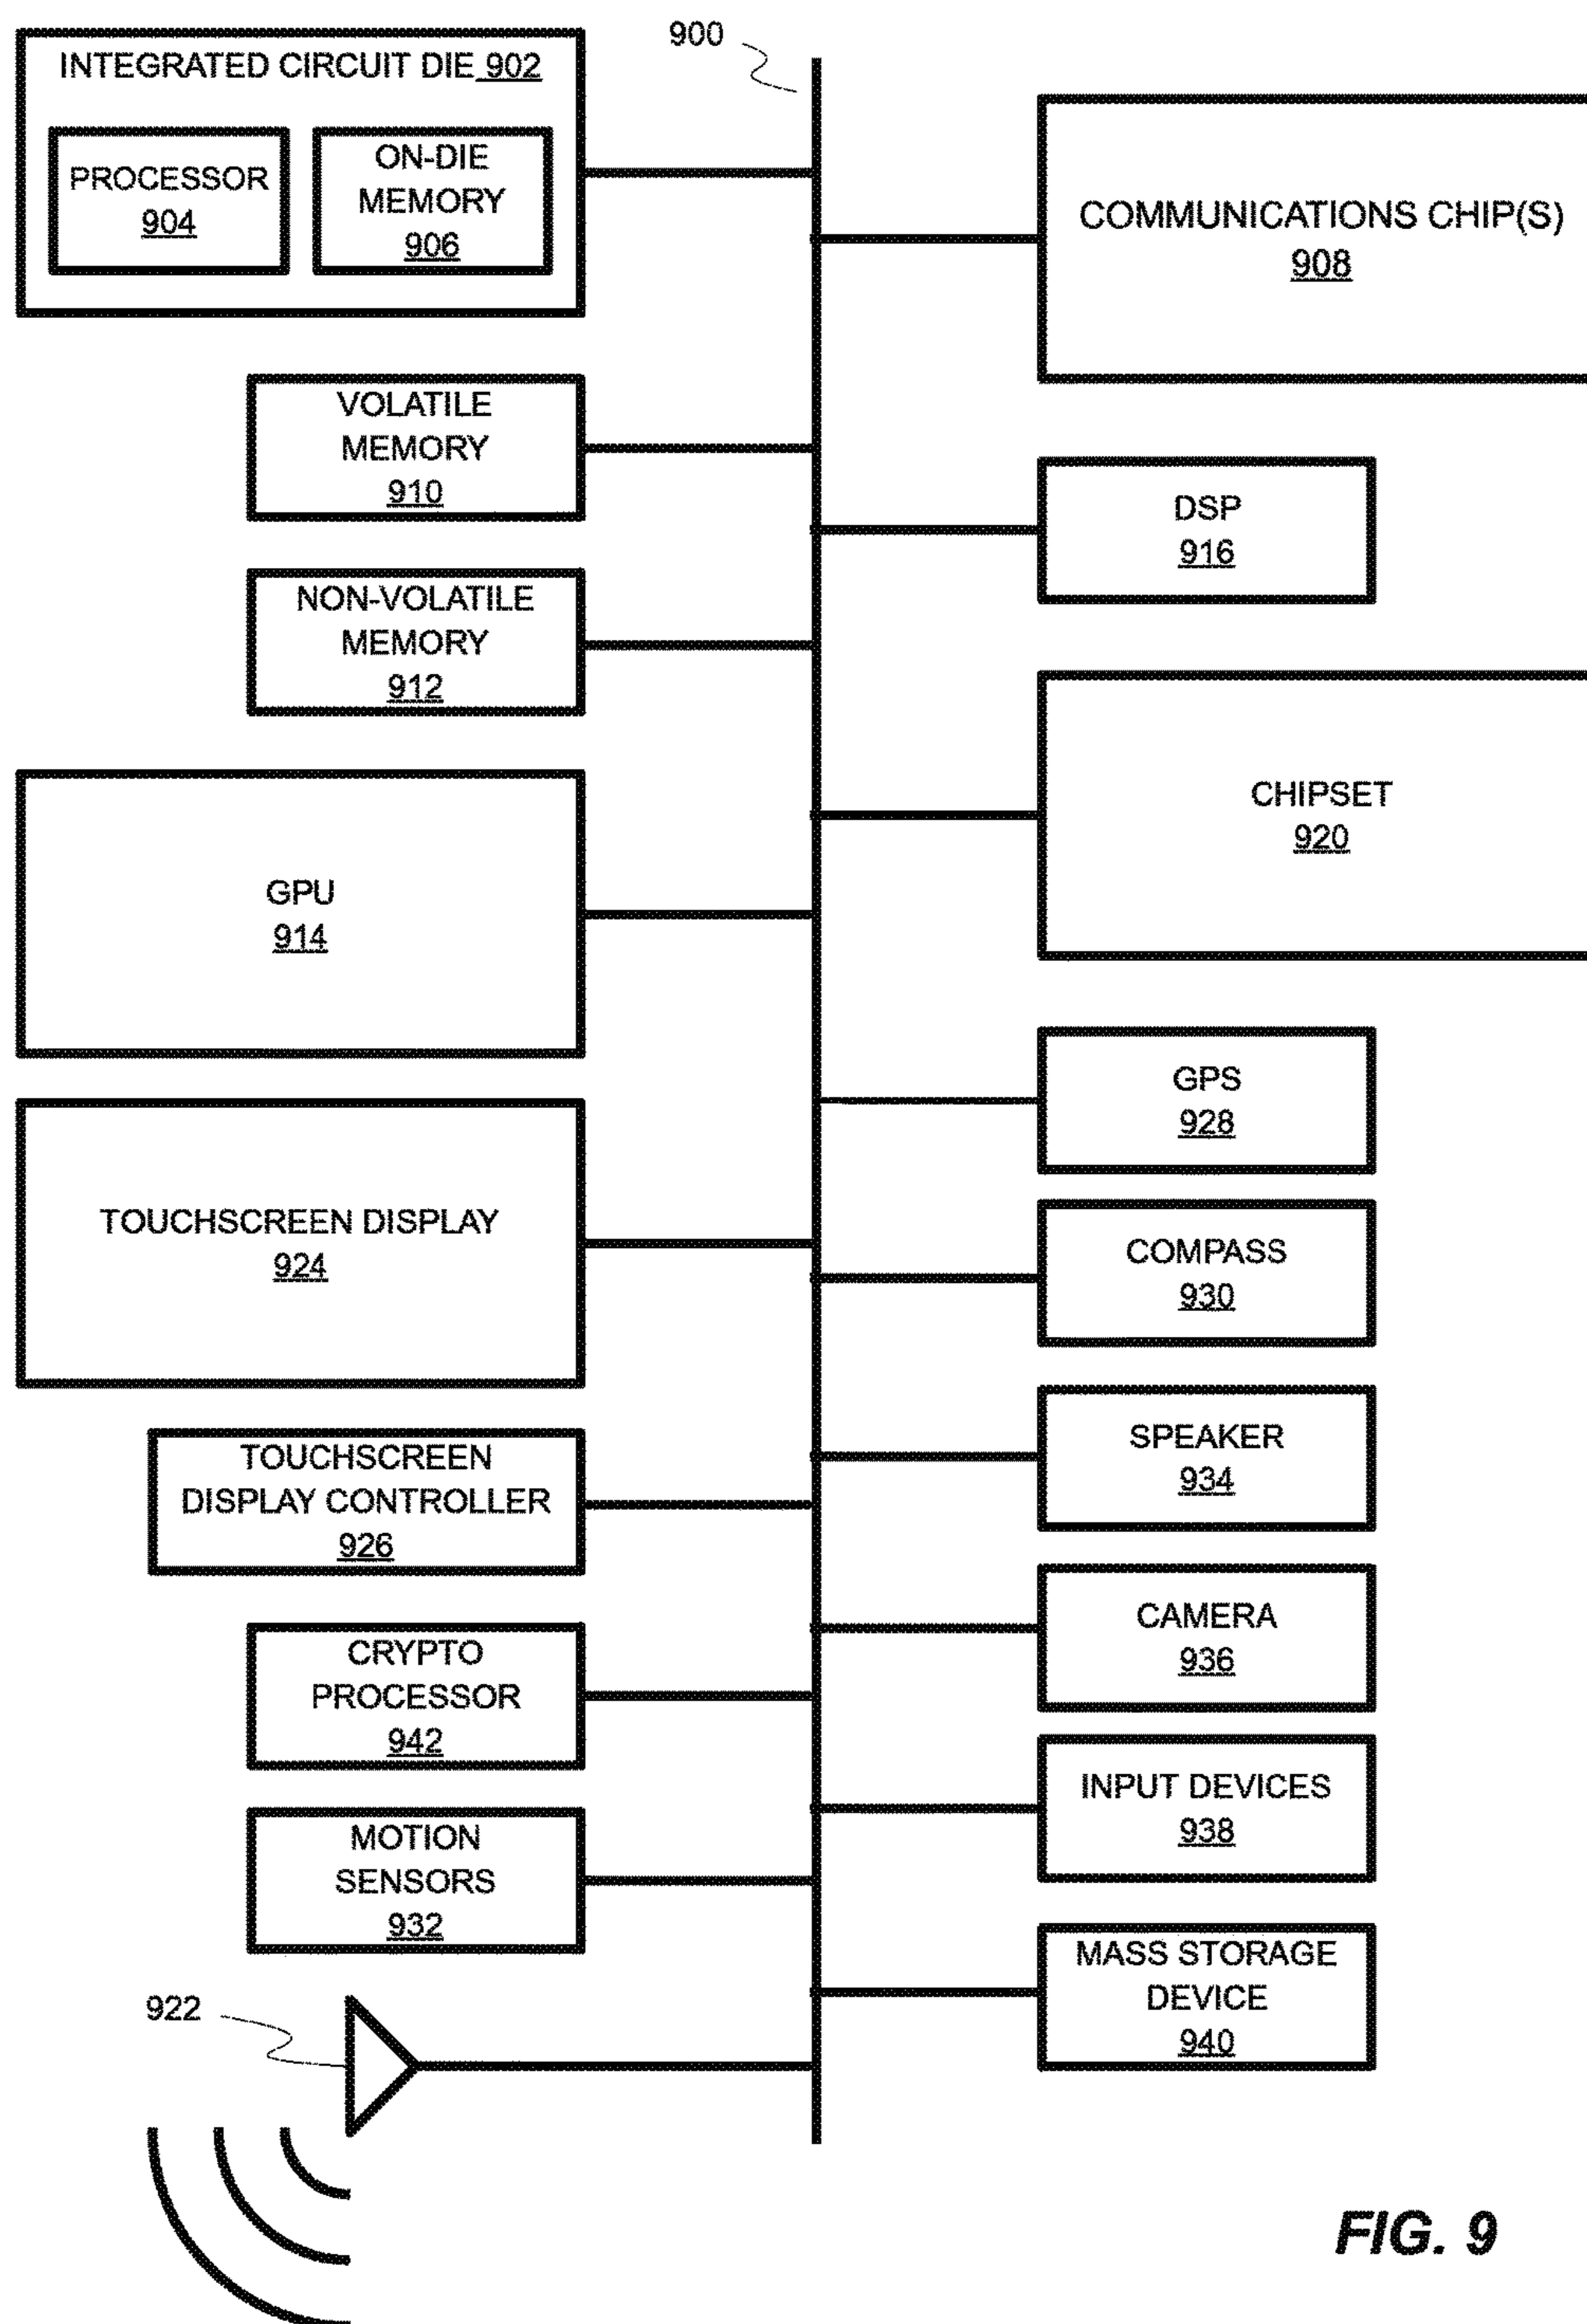 900
INTEGRATED CIRCUIT DIE 902
PROCESSOR
904
ON-DIE
MEMORY
906
COMMUNICATIONS CHIP(S)
908
VOLATILE
MEMORY
910
DSP
916
NON-VOLATILE
MEMORY
912
CHIPSET
920
GPU
914
GPS
928
TOUCHSCREEN DISPLAY
924
COMPASS
930
TOUCHSCREEN
DISPLAY CONTROLLER
926
SPEAKER
934
CRYPTO
PROCESSOR
942
CAMERA
936
MOTION
SENSORS
932
INPUT DEVICES
938
MASS STORAGE
DEVICE
940
922
FIG. 9